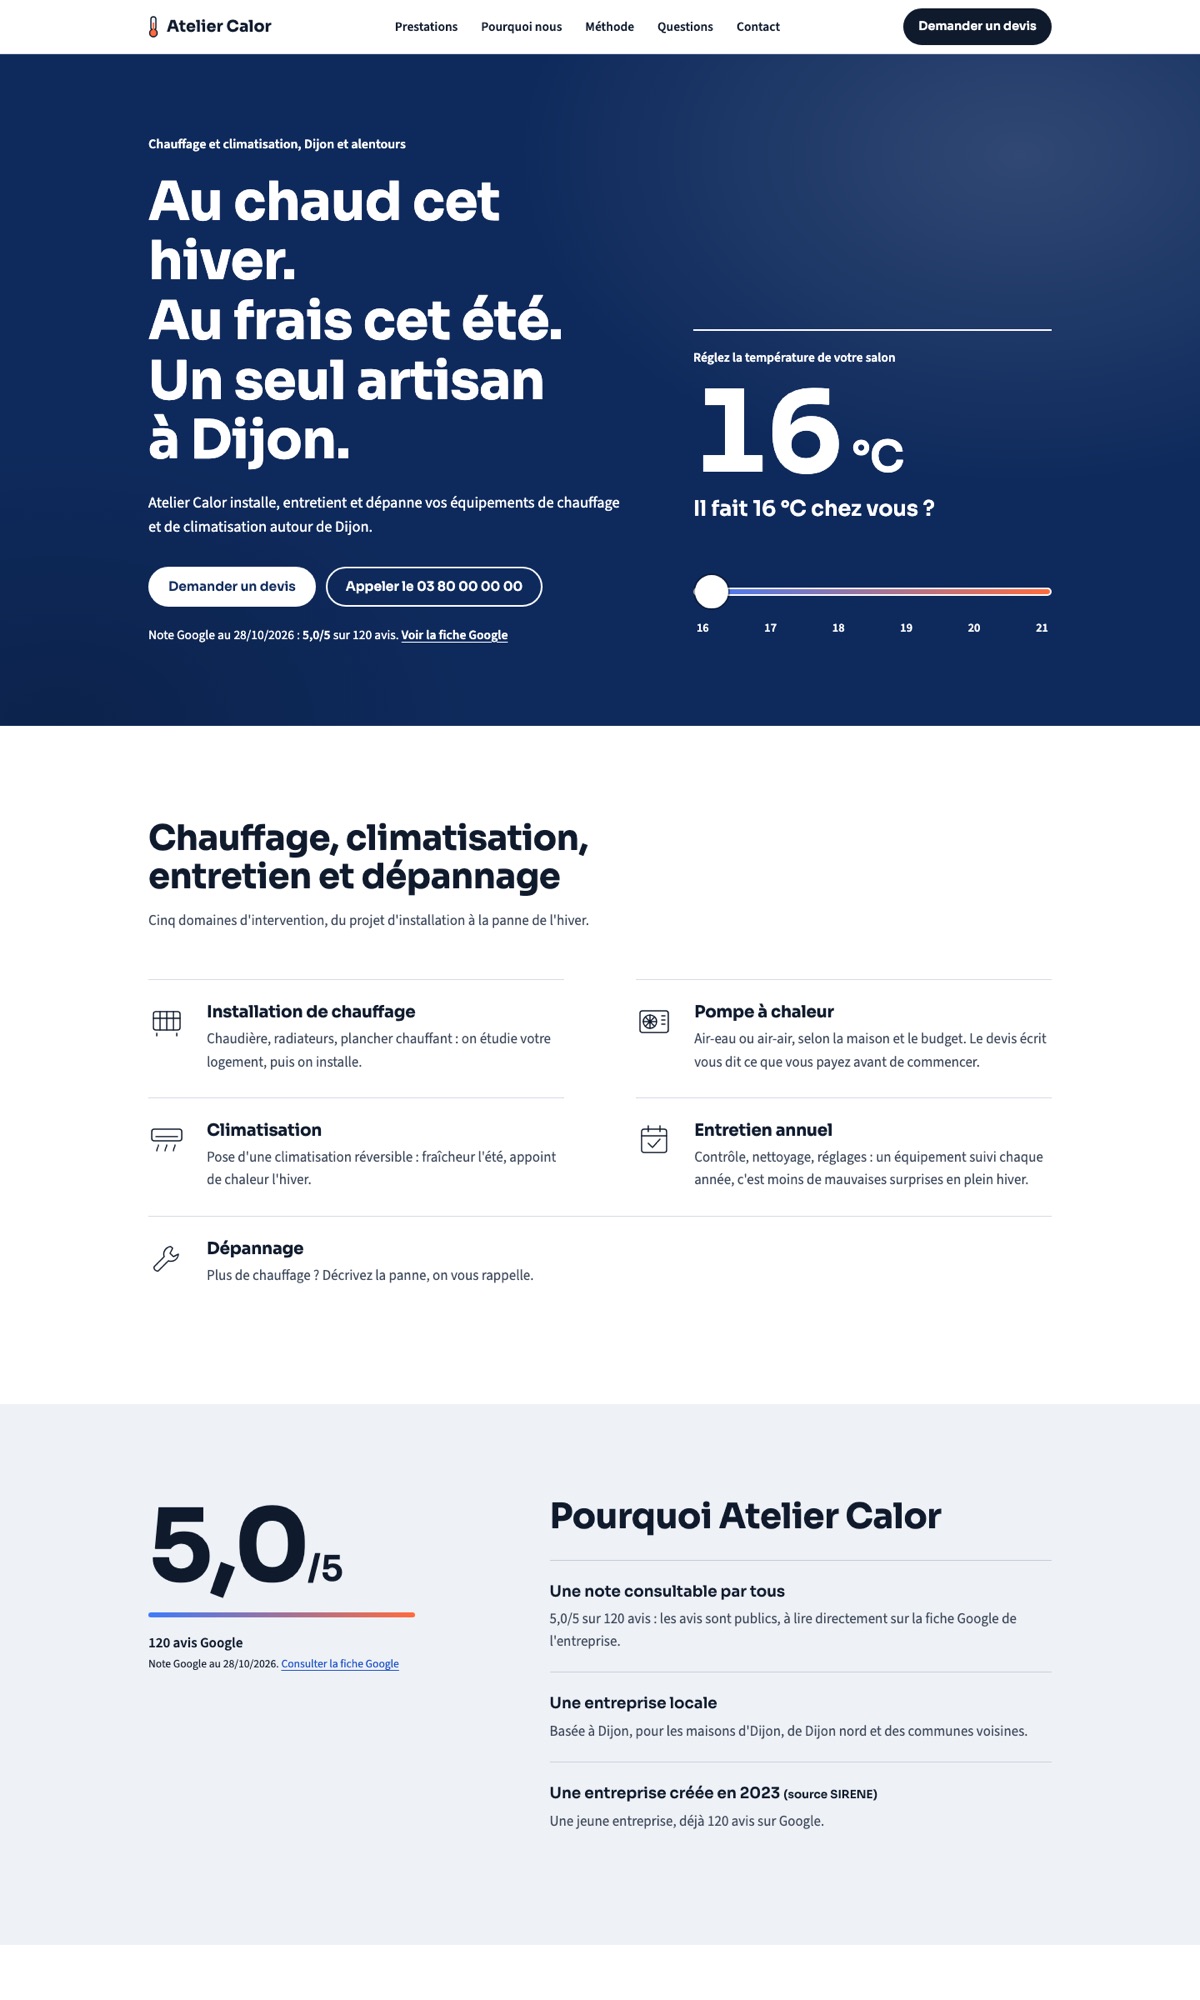 Atelier Calor
Prestations
Pourquoi nous
Méthode
Questions
Contact
Demander un devis
Chauffage et climatisation, Dijon et alentours
Au chaud cet
hiver.
Au frais cet été.
Un seul artisan
à Dijon.
Atelier Calor installe, entretient et dépanne vos équipements de chauffage
et de climatisation autour de Dijon.
Demander un devis
Appeler le 03 80 00 00 00
Note Google au 28/10/2026 : 5,0/5 sur 120 avis. Voir la fiche Google
Réglez la température de votre salon
16 °C
Il fait 16 °C chez vous ?
16 17 18 19 20 21
Chauffage, climatisation,
entretien et dépannage
Cinq domaines d'intervention, du projet d'installation à la panne de l'hiver.
Installation de chauffage
Chaudière, radiateurs, plancher chauffant : on étudie votre
logement, puis on installe.
Pompe à chaleur
Air-eau ou air-air, selon la maison et le budget. Le devis écrit
vous dit ce que vous payez avant de commencer.
Climatisation
Pose d'une climatisation réversible : fraîcheur l'été, appoint
de chaleur l'hiver.
Entretien annuel
Contrôle, nettoyage, réglages : un équipement suivi chaque
année, c'est moins de mauvaises surprises en plein hiver.
Dépannage
Plus de chauffage ? Décrivez la panne, on vous rappelle.
5,0/5
120 avis Google
Note Google au 28/10/2026. Consulter la fiche Google
Pourquoi Atelier Calor
Une note consultable par tous
5,0/5 sur 120 avis : les avis sont publics, à lire directement sur la fiche Google de
l'entreprise.
Une entreprise locale
Basée à Dijon, pour les maisons d'Dijon, de Dijon nord et des communes voisines.
Une entreprise créée en 2023 (source SIRENE)
Une jeune entreprise, déjà 120 avis sur Google.